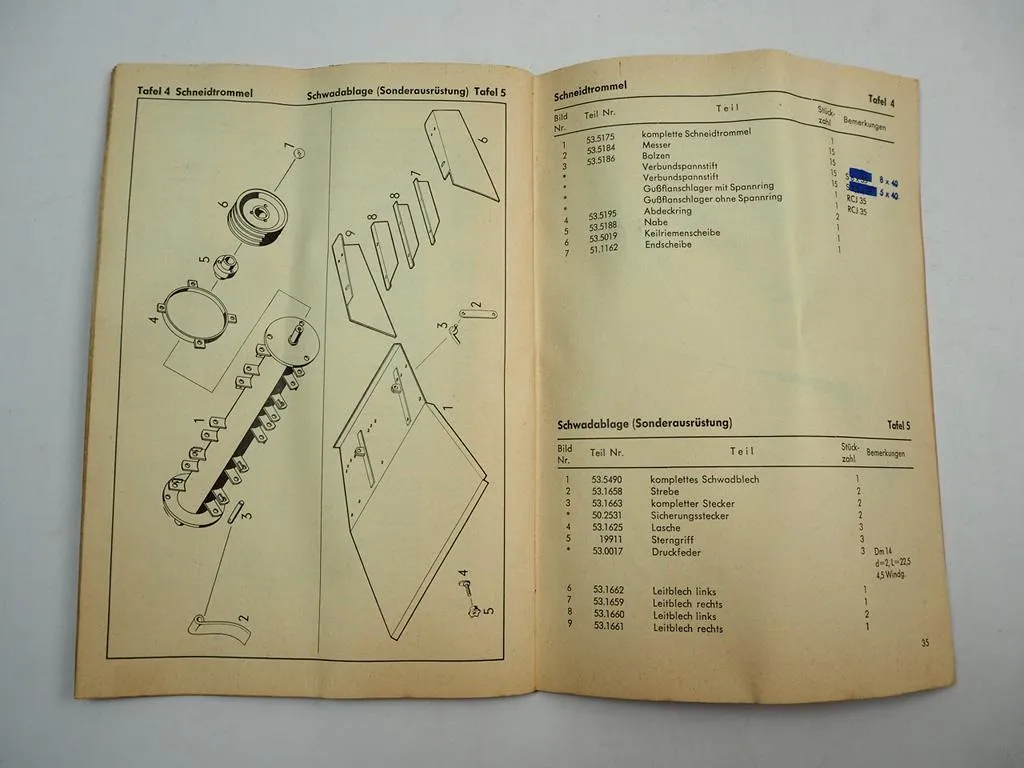 Tafel 4 Schneidtrommel
Schwadablage (Sonderausrüstung) Tafel 5
7
6
5
4
1
3
2
6
7
8
8
9
2
3
1
4
5
Schneidtrommel Tafel 4
Bild Nr. Teil Nr. Teil Stück-zahl Bemerkungen
1 53.5175 komplette Schneidtrommel 1
2 53.5184 Messer 15
3 53.5186 Bolzen 15
* Verbundspannstift 15 8 x 40
* Verbundspannstift 15 5 x 40
* Gußflanschlager mit Spannring 1 RCJ 35
* Gußflanschlager ohne Spannring 1 RCJ 35
4 53.5195 Abdeckring 2
5 53.5188 Nabe 1
6 53.5019 Keilriemenscheibe 1
7 51.1162 Endscheibe 1
Schwadablage (Sonderausrüstung) Tafel 5
Bild Nr. Teil Nr. Teil Stück-zahl Bemerkungen
1 53.5490 komplettes Schwadblech 1
2 53.1658 Strebe 2
3 53.1663 kompletter Stecker 2
* 50.2531 Sicherungsstecker 2
4 53.1625 Lasche 3
5 19911 Sterngriff 3
* 53.0017 Druckfeder 3 Dm 14
d=2, L=22,5
4,5 Windg.
6 53.1662 Leitblech links 1
7 53.1659 Leitblech rechts 1
8 53.1660 Leitblech links 2
9 53.1661 Leitblech rechts 1
35